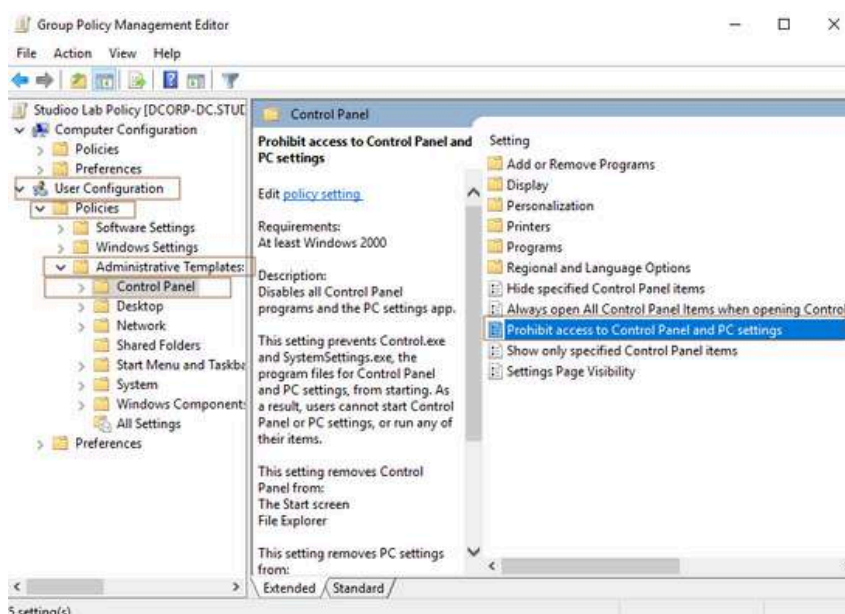 Group Policy Management Editor
File Action View Help
Studioo Lab Policy [DCORP-DC.STUD
Computer Configuration
Policies
Preferences
User Configuration
Policies
Software Settings
Windows Settings
Administrative Templates:
Control Panel
Desktop
Network
Shared Folders
Start Menu and Taskba
System
Windows Component:
All Settings
Preferences
Control Panel
Prohibit access to Control Panel and
PC settings
Edit policy setting
Requirements:
At least Windows 2000
Description:
Disables all Control Panel
programs and the PC settings app.
This setting prevents Control.exe
and SystemSettings.exe, the
program files for Control Panel
and PC settings, from starting. As
a result, users cannot start Control
Panel or PC settings, or run any of
their items.
This setting removes Control
Panel from:
The Start screen
File Explorer
This setting removes PC settings
from:
Setting
Add or Remove Programs
Display
Personalization
Printers
Programs
Regional and Language Options
Hide specified Control Panel items
Always open All Control Panel Items when opening Control
Prohibit access to Control Panel and PC settings
Show only specified Control Panel items
Settings Page Visibility
Extended Standard
5 setting(s)